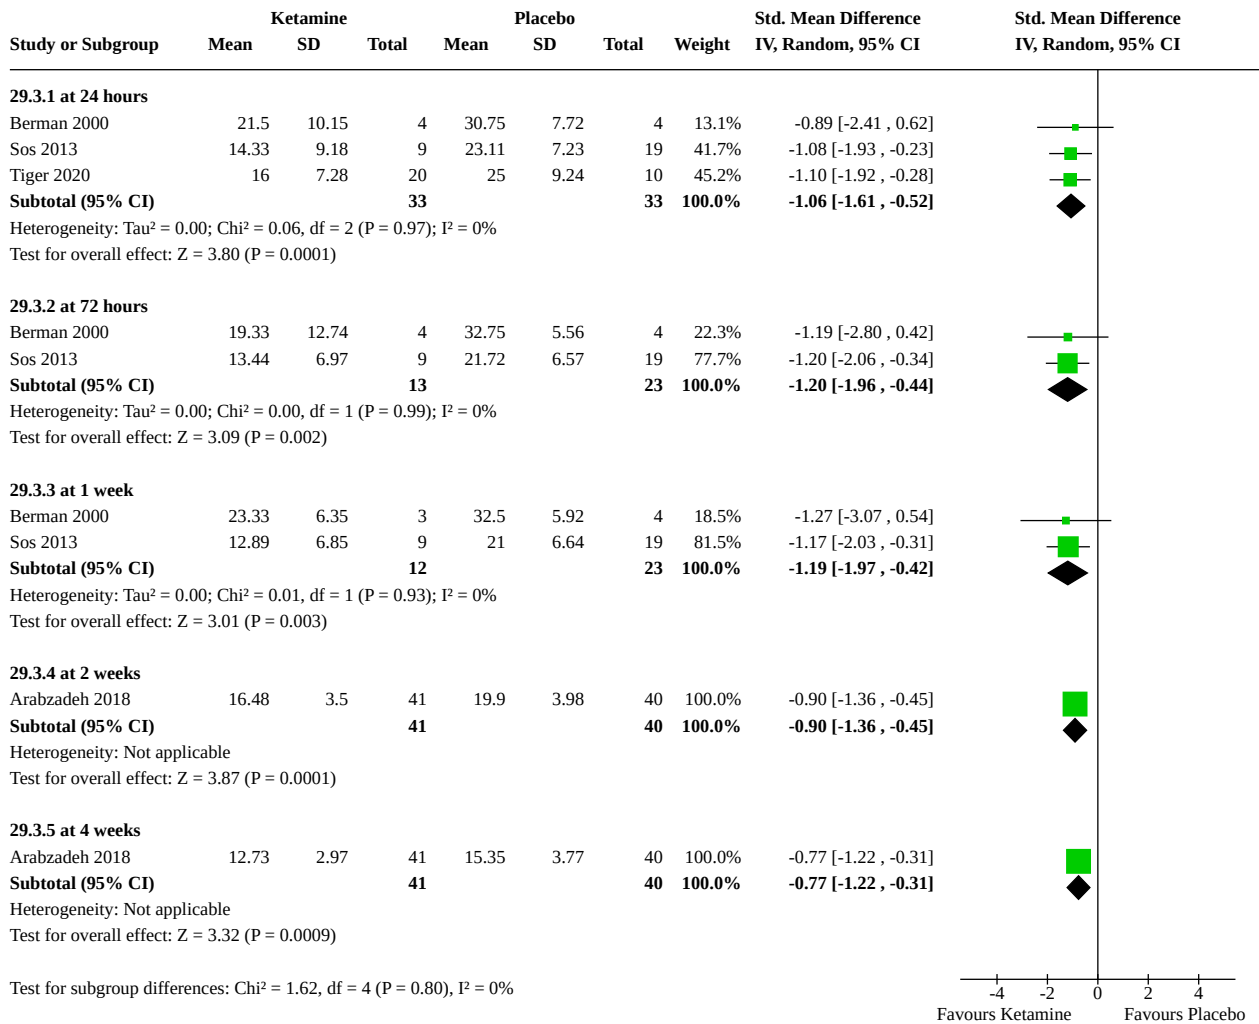 Ketamine Placebo Std. Mean Difference Std. Mean Difference
Study or Subgroup Mean SD Total Mean SD Total Weight IV, Random, 95% CI IV, Random, 95% CI
29.3.1 at 24 hours
Berman 2000 21.5 10.15 4 30.75 7.72 4 13.1% -0.89 [-2.41 , 0.62]
Sos 2013 14.33 9.18 9 23.11 7.23 19 41.7% -1.08 [-1.93 , -0.23]
Tiger 2020 16 7.28 20 25 9.24 10 45.2% -1.10 [-1.92 , -0.28]
Subtotal (95% CI) 33 33 100.0% -1.06 [-1.61 , -0.52]
Heterogeneity: Tau² = 0.00; Chi² = 0.06, df = 2 (P = 0.97); I² = 0%
Test for overall effect: Z = 3.80 (P = 0.0001)
29.3.2 at 72 hours
Berman 2000 19.33 12.74 4 32.75 5.56 4 22.3% -1.19 [-2.80 , 0.42]
Sos 2013 13.44 6.97 9 21.72 6.57 19 77.7% -1.20 [-2.06 , -0.34]
Subtotal (95% CI) 13 23 100.0% -1.20 [-1.96 , -0.44]
Heterogeneity: Tau² = 0.00; Chi² = 0.00, df = 1 (P = 0.99); I² = 0%
Test for overall effect: Z = 3.09 (P = 0.002)
29.3.3 at 1 week
Berman 2000 23.33 6.35 3 32.5 5.92 4 18.5% -1.27 [-3.07 , 0.54]
Sos 2013 12.89 6.85 9 21 6.64 19 81.5% -1.17 [-2.03 , -0.31]
Subtotal (95% CI) 12 23 100.0% -1.19 [-1.97 , -0.42]
Heterogeneity: Tau² = 0.00; Chi² = 0.01, df = 1 (P = 0.93); I² = 0%
Test for overall effect: Z = 3.01 (P = 0.003)
29.3.4 at 2 weeks
Arabzadeh 2018 16.48 3.5 41 19.9 3.98 40 100.0% -0.90 [-1.36 , -0.45]
Subtotal (95% CI) 41 40 100.0% -0.90 [-1.36 , -0.45]
Heterogeneity: Not applicable
Test for overall effect: Z = 3.87 (P = 0.0001)
29.3.5 at 4 weeks
Arabzadeh 2018 12.73 2.97 41 15.35 3.77 40 100.0% -0.77 [-1.22 , -0.31]
Subtotal (95% CI) 41 40 100.0% -0.77 [-1.22 , -0.31]
Heterogeneity: Not applicable
Test for overall effect: Z = 3.32 (P = 0.0009)
Test for subgroup differences: Chi² = 1.62, df = 4 (P = 0.80), I² = 0%
-4 -2 0 2 4
Favours Ketamine Favours Placebo